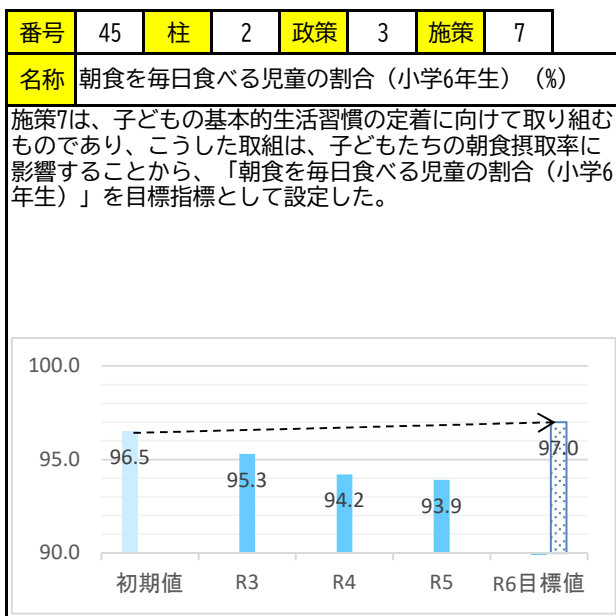 番号 45 柱 2 政策 3 施策 7
名称 朝食を毎日食べる児童の割合（小学6年生）（%）
施策7は、子どもの基本的生活習慣の定着に向けて取り組む
ものであり、こうした取組は、子どもたちの朝食摂取率に
影響することから、「朝食を毎日食べる児童の割合（小学6
年生）」を目標指標として設定した。
100.0
95.0
90.0
96.5
95.3
94.2
93.9
97.0
初期値 R3 R4 R5 R6目標値